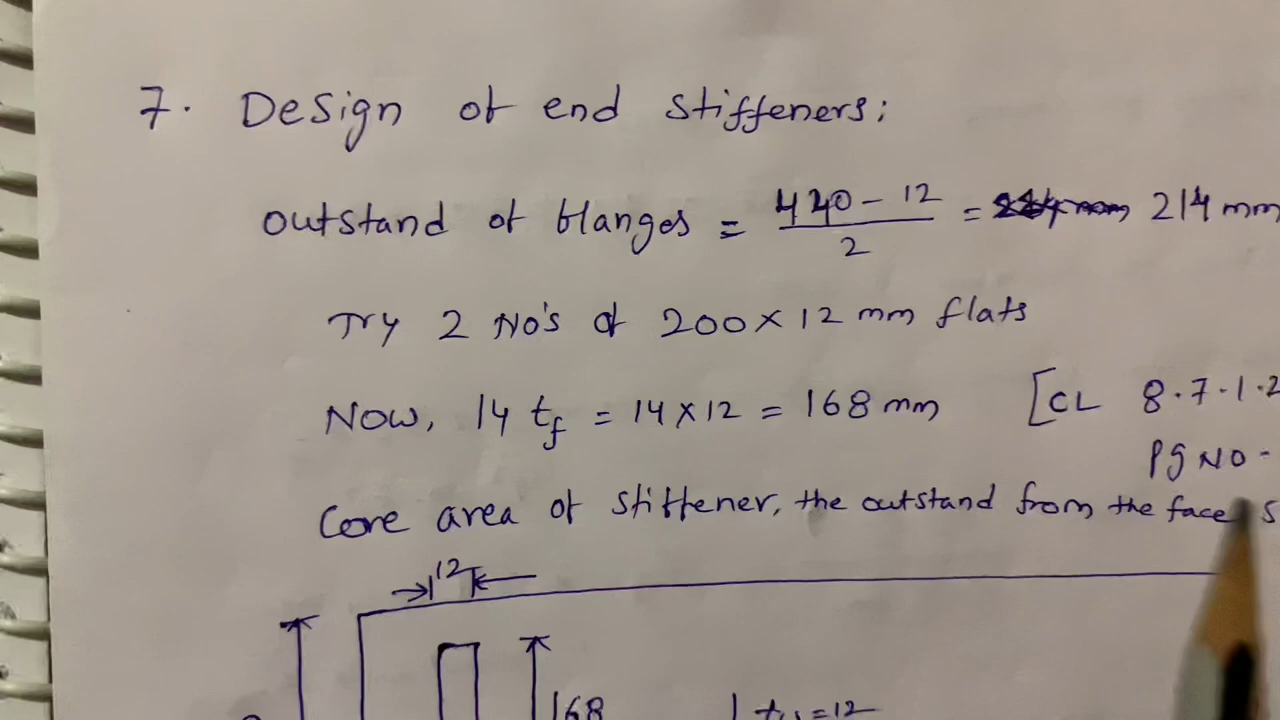 7. Design of end stiffeners:
outstand of flanges = 440 - 12 / 2 = 214 mm
Try 2 No's of 200 x 12 mm flats
Now, 14 tf = 14 x 12 = 168 mm [CL 8.7.1.2
Pg No -
Core area of stiffener, the outstand from the face
12
168
= 12